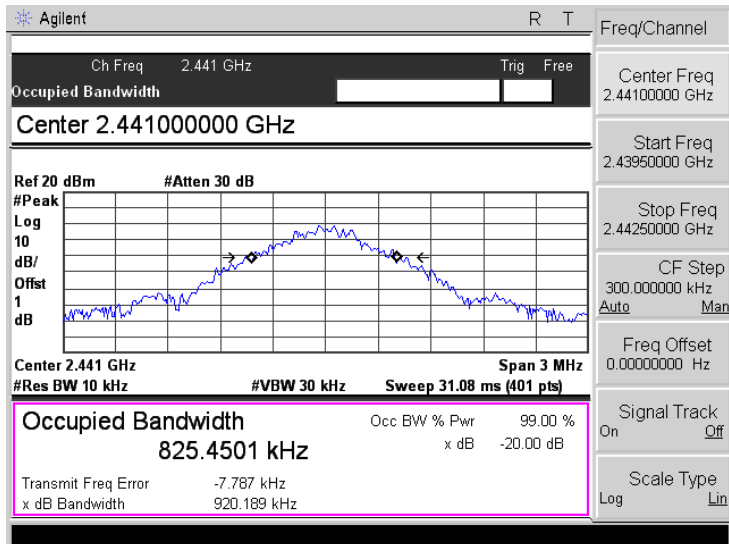 Agilent R T
Ch Freq 2.441 GHz Trig Free
Occupied Bandwidth
Center 2.441000000 GHz
Ref 20 dBm #Atten 30 dB
#Peak
Log
10
dB/
Offst
1
dB
Center 2.441 GHz Span 3 MHz
#Res BW 10 kHz #VBW 30 kHz Sweep 31.08 ms (401 pts)
Occupied Bandwidth Occ BW % Pwr 99.00 %
825.4501 kHz x dB -20.00 dB
Transmit Freq Error -7.787 kHz
x dB Bandwidth 920.189 kHz
Freq/Channel
Center Freq
2.44100000 GHz
Start Freq
2.43950000 GHz
Stop Freq
2.44250000 GHz
CF Step
300.000000 kHz
Auto Man
Freq Offset
0.00000000 Hz
Signal Track
On Off
Scale Type
Log Lin